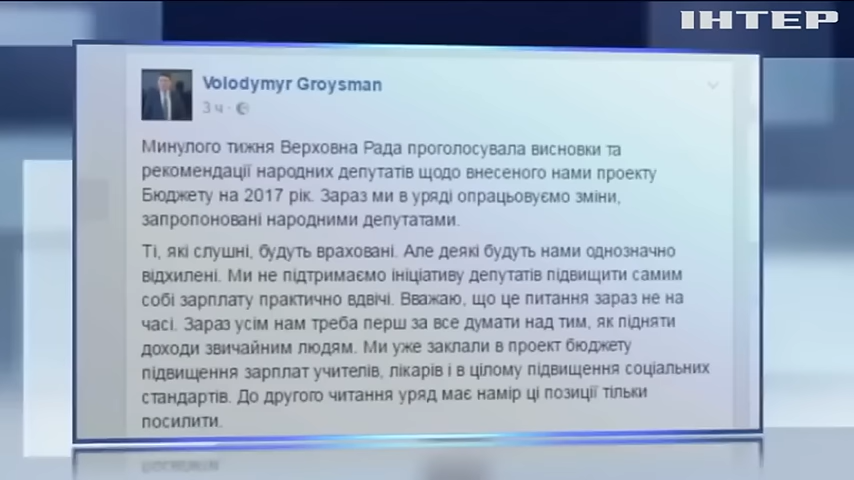 ІНТЕР
Volodymyr Groysman
3 ч ·
Минулого тижня Верховна Рада проголосувала висновки та
рекомендації народних депутатів щодо внесеного нами проекту
Бюджету на 2017 рік. Зараз ми в уряді опрацьовуємо зміни,
запропоновані народними депутатами.
Ті, які слушні, будуть враховані. Але деякі будуть нами однозначно
відхилені. Ми не підтримаємо ініціативу депутатів підвищити самим
собі зарплату практично вдвічі. Вважаю, що це питання зараз не на
часі. Зараз усім нам треба перш за все думати над тим, як підняти
доходи звичайним людям. Ми уже заклали в проект бюджету
підвищення зарплат учителів, лікарів і в цілому підвищення соціальних
стандартів. До другого читання уряд має намір ці позиції тільки
посилити.